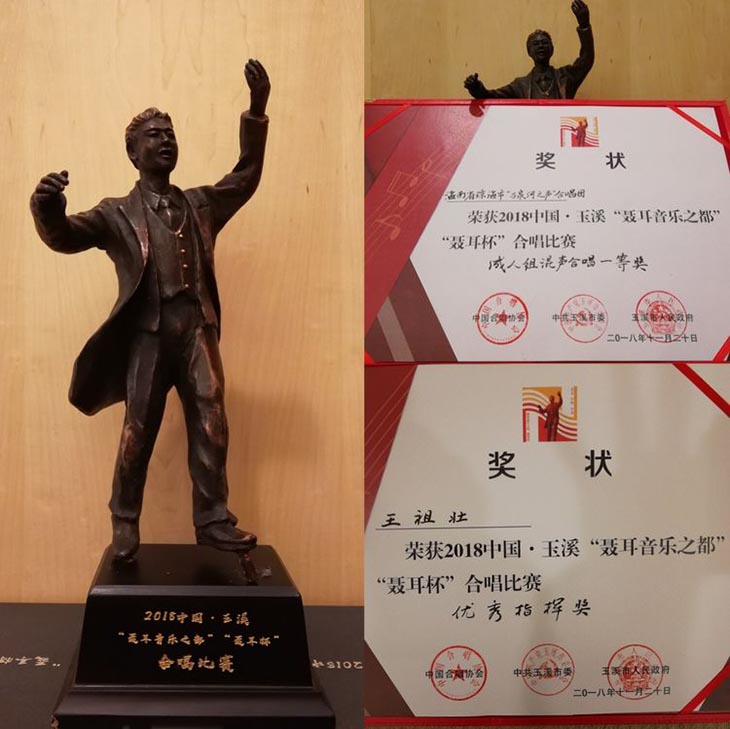 2018中国·玉溪
“聂耳音乐之都”“聂耳杯”
合唱比赛
奖 状
海南省琼海市“万泉河之声”合唱团
荣获2018中国·玉溪“聂耳音乐之都”
“聂耳杯”合唱比赛
成人组混声合唱一等奖
中国合唱协会 中共玉溪市委 玉溪市人民政府
二〇一八年十一月二十日
奖 状
王祖壮
荣获2018中国·玉溪“聂耳音乐之都”
“聂耳杯”合唱比赛
优秀指挥奖
中国合唱协会 中共玉溪市委 玉溪市人民政府
二〇一八年十一月二十日